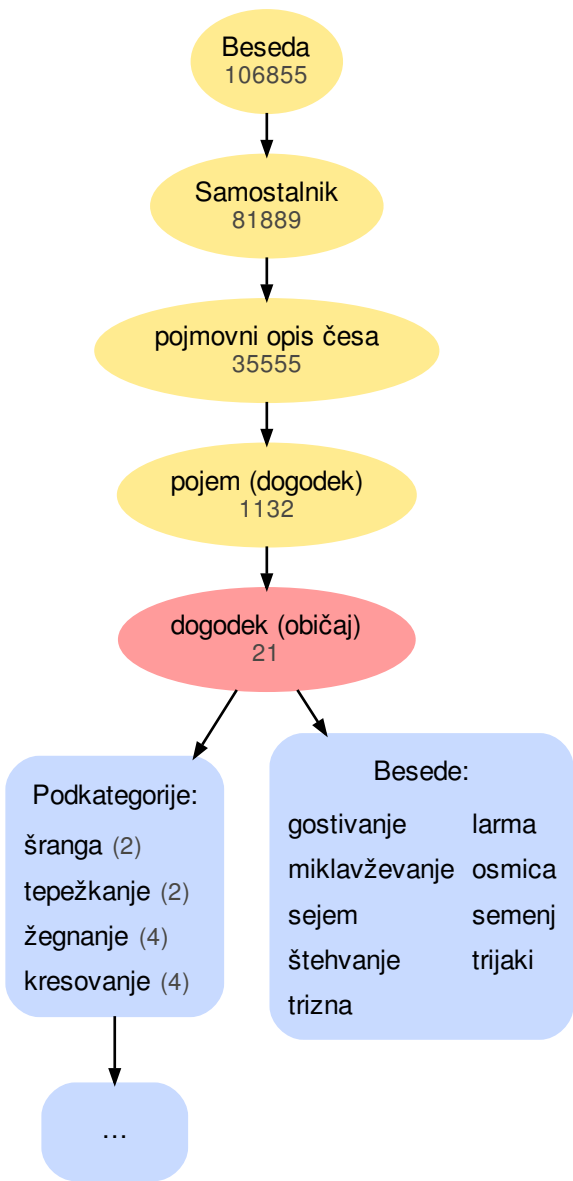 Beseda
106855
Samostalnik
81889
pojmovni opis česa
35555
pojem (dogodek)
1132
dogodek (običaj)
21
Podkategorije:
šranga (2)
tepežkanje (2)
žegnanje (4)
kresovanje (4)
...
Besede:
gostivanje larma
miklavževanje osmica
sejem semenj
štehvanje trijaki
trizna